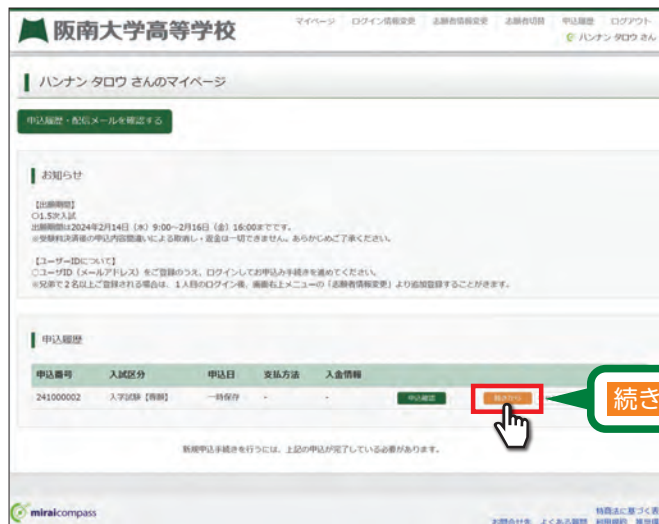 阪南大学高等学校
マイページ ログイン情報変更 志願者情報変更 志願者切替 申込履歴 ログアウト
ハンナン タロウ さん
ハンナン タロウ さんのマイページ
申込履歴・配信メールを確認する
お知らせ
【出願期間】
○1.5次入試
出願期間は2024年2月14日（水）9:00～2月16日（金）16:00までです。
※受験料決済後の申込内容間違いによる取消し・返金は一切できません。あらかじめご了承ください。
【ユーザーIDについて】
○ユーザID（メールアドレス）をご登録のうえ、ログインしてお申込み手続きを進めてください。
※兄弟で２名以上ご登録される場合は、１人目のログイン後、画面右上メニューの「志願者情報変更」より追加登録することができます。
申込履歴
申込番号 入試区分 申込日 支払方法 入金情報
241000002 入学試験【専願】 一時保存 - - 申込確認 続きから
続き
新規申込手続きを行うには、上記の申込が完了している必要があります。
miraicompass
特商法に基づく表
お問合せ先 よくある質問 利用規約